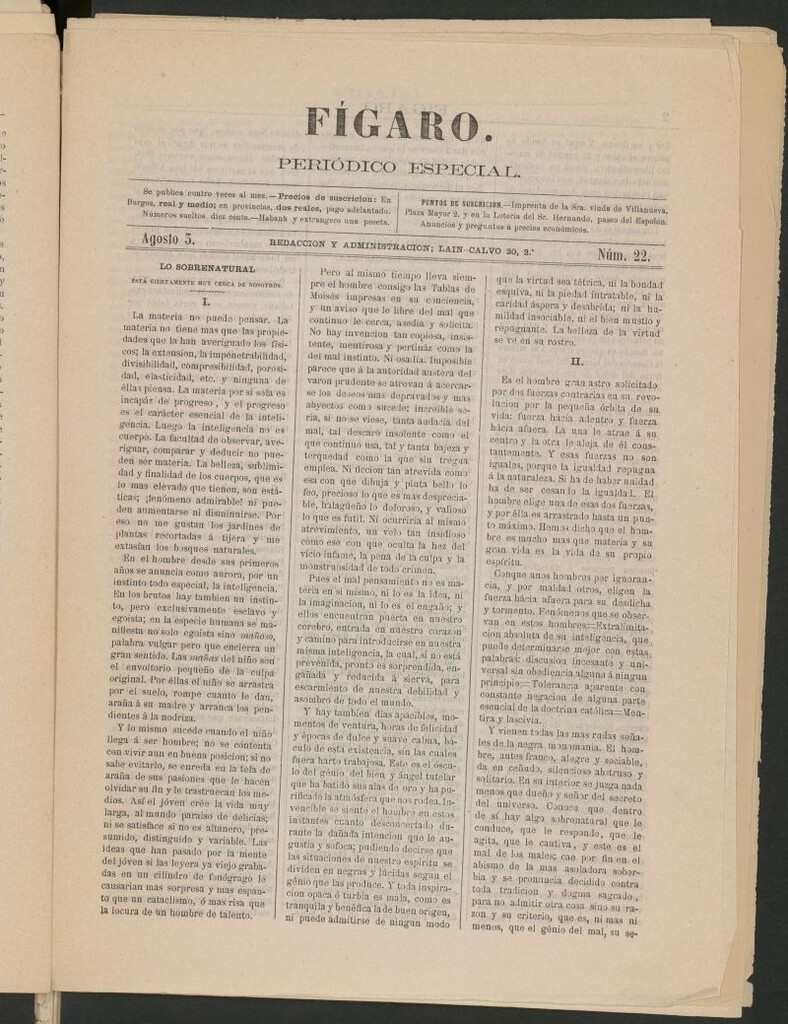 FÍGARO.
PERIÓDICO ESPECIAL.
Se publica cuatro veces al mes.—Precios de suscricion: En
Burgos, real y medio; en provincias, dos reales, pago adelantado.
Números sueltos diez cents.—Habana y extrangero una peseta.
PUNTOS DE SUSCRICION.—Imprenta de la Sra. viuda de Villanueva,
Plaza Mayor 2, y en la Lotería del Sr. Hernando, paseo del Espolon.
Anuncios y preguntas á precios económicos.
Agosto 3.
REDACCION Y ADMINISTRACION; LAIN-CALVO 20, 2.º
Núm. 22.
LO SOBRENATURAL
ESTÁ CIERTAMENTE MUY CERCA DE NOSOTROS
I.
La materia no puede pensar. La
materia no tiene mas que las propie-
dades que la han averiguado los físi-
cos; la extension, la impenetrabilidad,
divisibilidad, compresibilidad, porosi-
dad, elasticidad, etc. y ninguna de
éllas piensa. La materia por sí sola es
incapáz de progreso, y el progreso
es el carácter esencial de la inteli-
gencia. Luego la inteligencia no es
cuerpo. La facultad de observar, ave-
riguar, comparar y deducir no pue-
den ser materia. La belleza, sublimi-
dad y finalidad de los cuerpos, que es
lo mas elevado que tienen, son está-
ticas; ¡fenómeno admirable! ni pue-
den aumentarse ni disminuirse. Por
eso no me gustan los jardines de
plantas recortadas á tijera y me
extasían los bosques naturales.
En el hombre desde sus primeros
años se anuncia como aurora, por un
instinto todo especial, la inteligencia.
En los brutos hay tambien un instin-
to, pero exclusivamente esclavo y
egoista; en la especie humana se ma-
nifiesta no solo egoista sino mañoso,
palabra vulgar pero que encierra un
gran sentido. Las mañas del niño son
el envoltorio pequeño de la culpa
original. Por éllas el niño se arrastra
por el suelo, rompe cuanto le dan,
araña á su madre y arranca los pen-
dientes á la nodriza.
Y lo mismo sucede cuando el niño
llega á ser hombre; no se contenta
con vivir aun en buena posicion; si no
sabe evitarlo, se enreda en la tela de
araña de sus pasiones que le hacen
olvidar su fin y le trastruecan los me-
dios. Así el jóven crée la vida muy
larga, al mundo paraiso de delicias;
ni se satisface si no es altanero, pre-
sumido, distinguido y variable. Las
ideas que han pasado por la mente
del jóven si las leyera ya viejo graba-
das en un cilindro de fonógrafo le
causarían mas sorpresa y mas espan-
to que un cataclismo, ó mas risa que
la locura de un hombre de talento.
Pero al mismo tiempo lleva siem-
pre el hombre consigo las Tablas de
Moisés impresas en su conciencia,
y un aviso que le libre del mal que
contínuo le cerca, asedia y solicita.
No hay invencion tan copiosa, insis-
tente, mentirosa y pertináz como la
del mal instinto. Ni osadía. Imposible
parece que á la autoridad austera del
varon prudente se atrevan á acercar-
se los deseos mas depravados y mas
abyectos como sucede; increible se-
ría, si no se viese, tanta audacia del
mal, tal descaro insolente como el
que contínuo usa, tal y tanta bajeza y
terquedad como la que sin tregua
emplea. Ni ficcion tan atrevida como
esa con que dibuja y pinta bello lo
feo, precioso lo que es mas desprecia-
ble, halagüeño lo doloroso, y valioso
lo que es futil. Ni ocurriría al mismo
atrevimiento, un velo tan insidioso
como ese con que oculta la hez del
vicio infame, la pena de la culpa y la
monstruosidad de todo crímen.
Pues el mal pensamiento no es ma-
teria en sí mismo, ni lo es la idea, ni
la imaginacion, ni lo es el engaño; y
ellos encuentran puerta en nuestro
cerebro, entrada en nuestro corazon
y camino para introducirse en nuestra
misma inteligencia, la cual, si no está
prevenida, pronto es sorprendida, en-
gañada y reducida á sierva, para
escarmiento de nuestra debilidad y
asombro de todo el mundo.
Y hay tambien dias apacibles, mo-
mentos de ventura, horas de felicidad
y épocas de dulce y suave calma, bá-
culo de esta existencia, sin las cuales
fuera harto trabajosa. Este es el óscu-
lo del génio del bien y ángel tutelar
que ha batido sus alas de oro y ha pu-
rificado la atmósfera que nos rodea. In-
vencible se siente el hombre en estos
instantes cuanto desconcertado du-
rante la dañada intencion que le an-
gustia y sofoca; pudiendo decirse que
las situaciones de nuestro espíritu se
dividen en negras y lúcidas segun el
génio que las produce. Y toda inspira-
cion opaca ó turbia es mala, como es
tranquila y benéfica la de buen orígen,
ni puede admitirse de ningun modo
que la virtud sea tétrica, ni la bondad
esquiva, ni la piedad intratable, ni la
caridad áspera y desabrida; ni la hu-
mildad insociable, ni el bien mustio y
repugnante. La belleza de la virtud
se vé en su rostro.
II.
Es el hombre gran astro solicitado
por dos fuerzas contrarias en su revo-
lucion por la pequeña órbita de su
vida: fuerza hácia adentro y fuerza
hácia afuera. La una le atrae á su
centro y la otra le aleja de él cons-
tantemente. Y esas fuerzas no son
iguales, porque la igualdad repugna
á la naturaleza. Si ha de haber unidad
ha de ser cesando la igualdad. El
hombre elige una de esas dos fuerzas,
y por élla es arrastrado hasta un pun-
to máximo. Hemos dicho que el hom-
bre es mucho mas que materia y su
gran vida es la vida de su propio
espíritu.
Conque unos hombres por ignoran-
cia, y por maldad otros, eligen la
fuerza hácia afuera para su desdicha
y tormento. Fenómenos que se obser-
van en estos hombres=Extralimita-
cion absoluta de su inteligencia, que
puede determinarse mejor con estas
palabras: discusion incesante y uni-
versal sin obediencia alguna á ningun
principio=Tolerancia aparente con
constante negacion de alguna parte
esencial de la doctrina católica=Men-
tira y lascivia.
Y vienen todas las mas rudas seña-
les de la negra monomania. El hom-
bre, antes franco, alegre y sociable,
da en ceñudo, silencioso abstruso y
solitario. En su interior se juzga nada
menos que dueño y señor del secreto
del universo. Conoce que dentro
de sí hay algo sobrenatural que le
conduce, que le responde, que le
agita, que le cautiva, y este es el
mal de los males; cae por fin en el
abismo de la mas asoladora sober-
bia y se pronuncia decidido contra
toda tradicion y dogma sagrado,
para no admitir otra cosa sino su ra-
zon y su criterio, que es, ni mas ni
menos, que el génio del mal, su se-